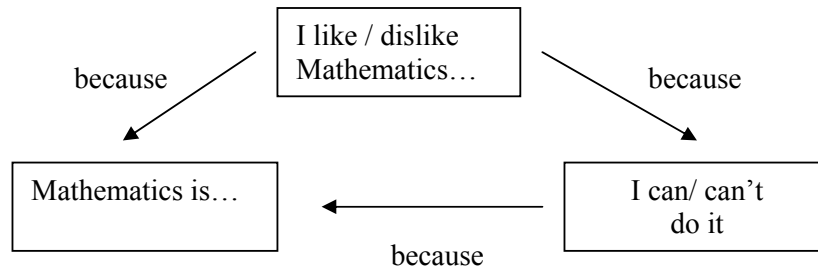 I like / dislike
Mathematics…
because
because
Mathematics is…
I can/ can’t
do it
because